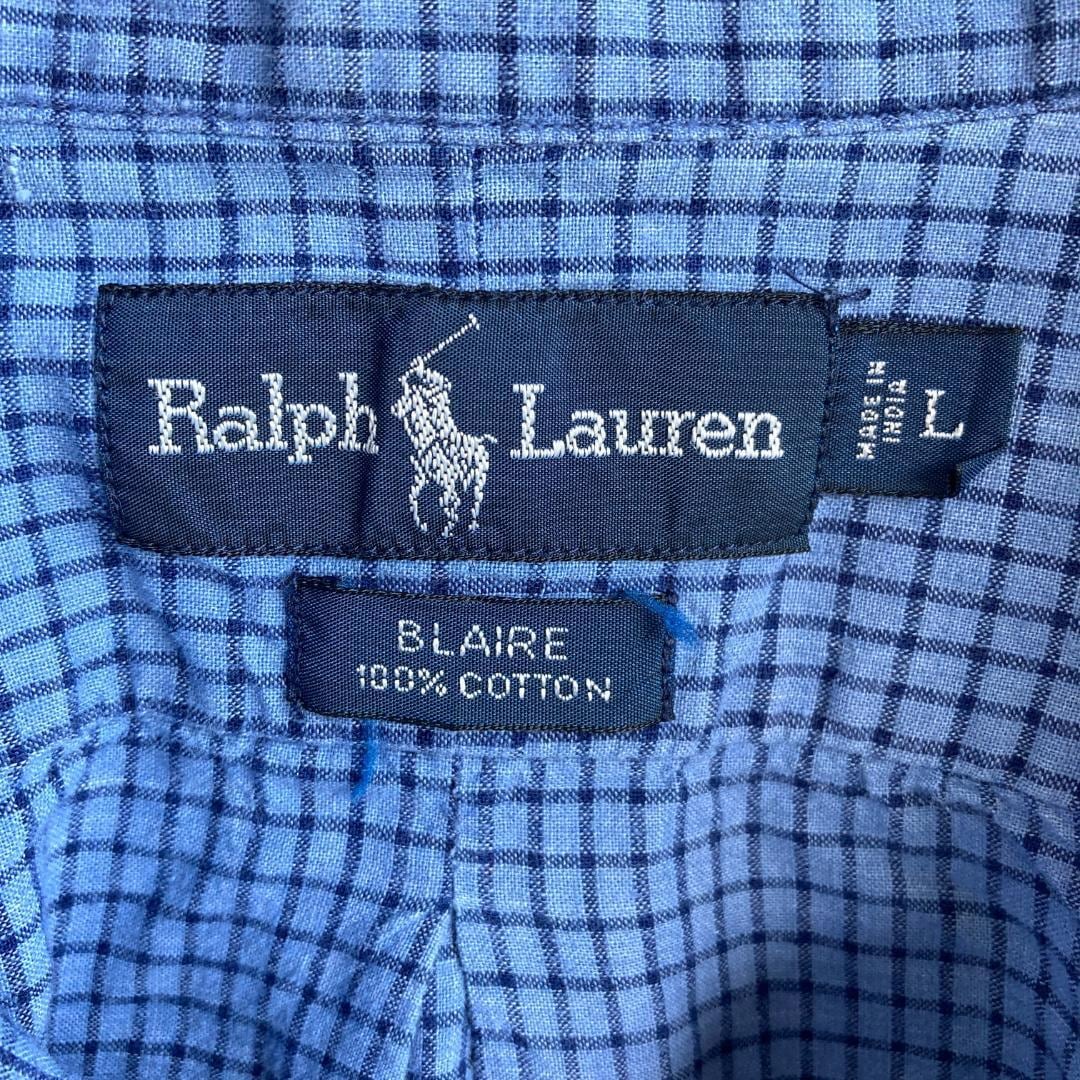 Ralph Lauren
MADE IN
INDIA
L
BLAIRE
100% COTTON